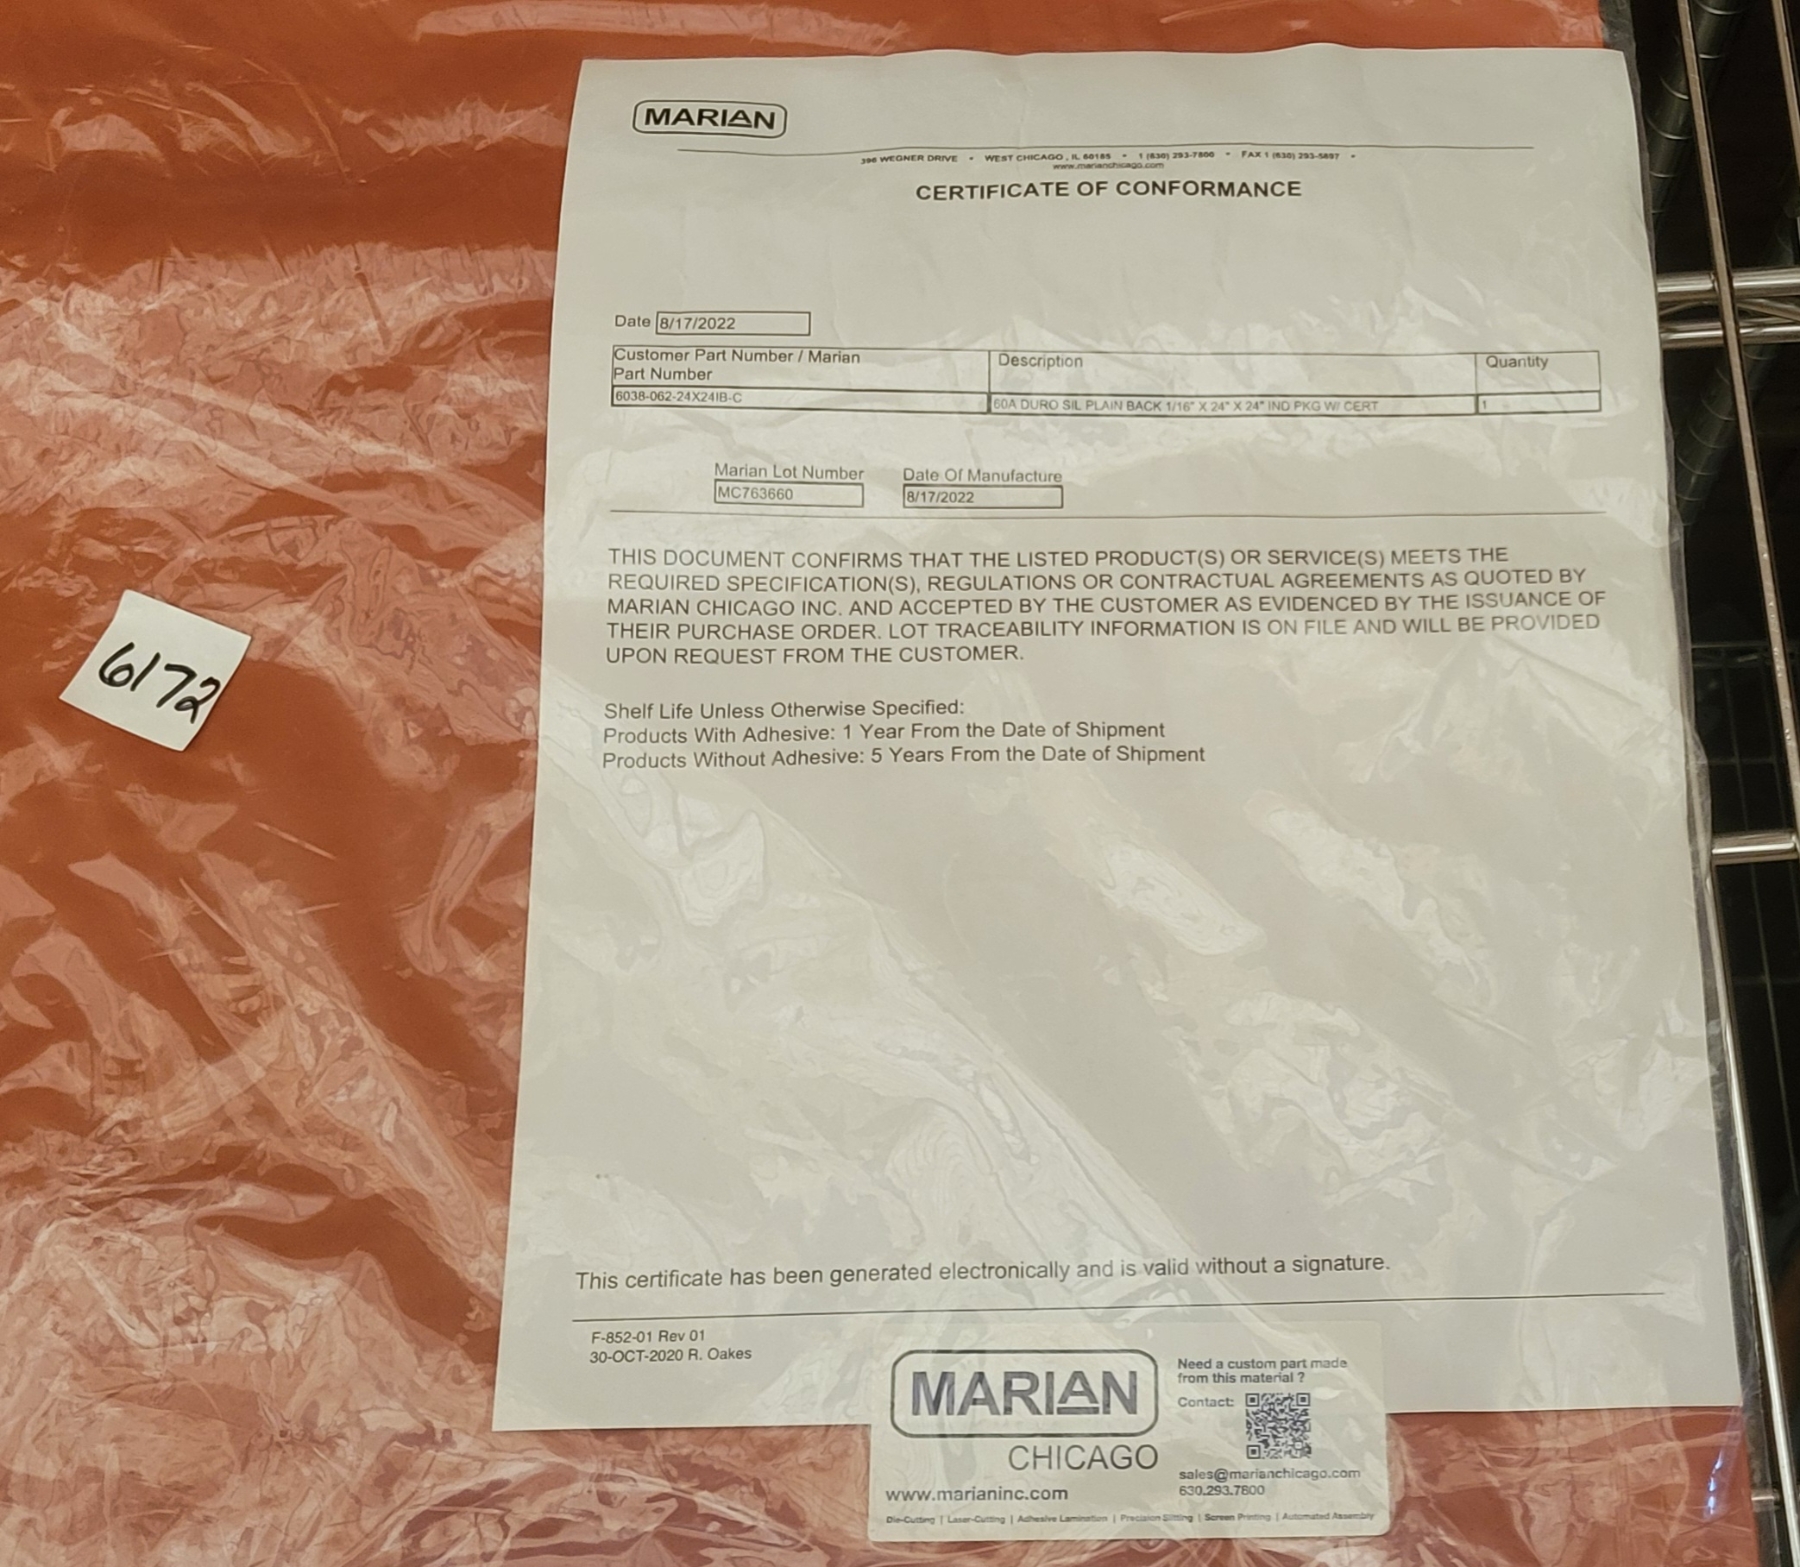 MARIAN
390 WEGNER DRIVE • WEST CHICAGO, IL 60185 • 1 (630) 293-7800 • FAX 1 (630) 293-5897 •
www.marianchicago.com
CERTIFICATE OF CONFORMANCE
Date 8/17/2022
Customer Part Number / Marian
Part Number
Description
Quantity
6038-062-24X24IB-C
60A DURO SIL PLAIN BACK 1/16" X 24" X 24" IND PKG W/ CERT
1
Marian Lot Number
Date Of Manufacture
MC763660
8/17/2022
THIS DOCUMENT CONFIRMS THAT THE LISTED PRODUCT(S) OR SERVICE(S) MEETS THE
REQUIRED SPECIFICATION(S), REGULATIONS OR CONTRACTUAL AGREEMENTS AS QUOTED BY
MARIAN CHICAGO INC. AND ACCEPTED BY THE CUSTOMER AS EVIDENCED BY THE ISSUANCE OF
THEIR PURCHASE ORDER. LOT TRACEABILITY INFORMATION IS ON FILE AND WILL BE PROVIDED
UPON REQUEST FROM THE CUSTOMER.
6172
Shelf Life Unless Otherwise Specified:
Products With Adhesive: 1 Year From the Date of Shipment
Products Without Adhesive: 5 Years From the Date of Shipment
This certificate has been generated electronically and is valid without a signature.
F-852-01 Rev 01
30-OCT-2020 R. Oakes
MARIAN
CHICAGO
www.marianinc.com
Need a custom part made
from this material ?
Contact:
sales@marianchicago.com
630.293.7800
Die-Cutting | Laser-Cutting | Adhesive Lamination | Precision Slitting | Screen Printing | Automated Assembly